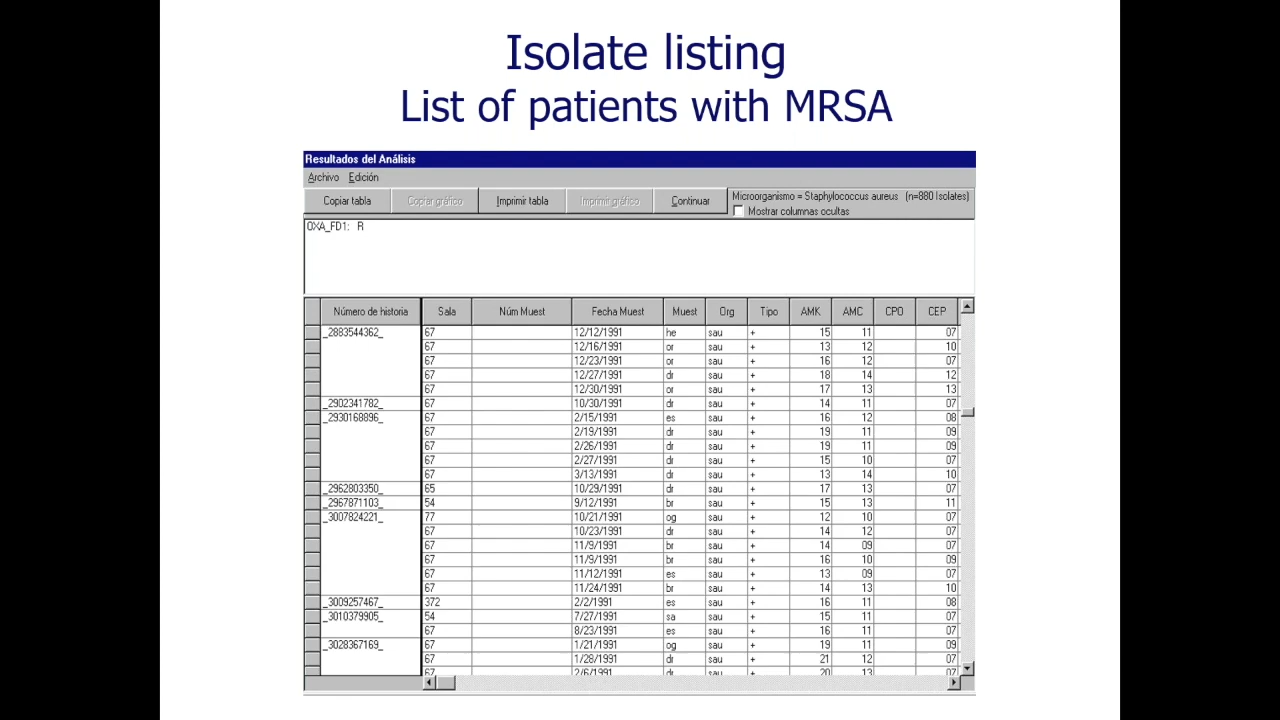 Isolate listing
List of patients with MRSA
Resultados del Análisis
Archivo Edición
Copiar tabla Copiar gráfico Imprimir tabla Imprimir gráfico Continuar Microorganismo = Staphylococcus aureus (n=880 Isolates)
Mostrar columnas ocultas
OXA_FD1: R
Número de historia Sala Núm Muest Fecha Muest Muest Org Tipo AMK AMC CPO CEP
_2883544362_ 67 12/12/1991 he sau + 15 11 07
67 12/16/1991 or sau + 13 12 10
67 12/23/1991 or sau + 16 12 07
67 12/27/1991 dr sau + 18 14 12
67 12/30/1991 or sau + 17 13 13
_2902341782_ 67 10/30/1991 dr sau + 14 11 07
_2930168896_ 67 2/15/1991 es sau + 16 12 08
67 2/19/1991 dr sau + 19 11 09
67 2/26/1991 dr sau + 19 11 09
67 2/27/1991 dr sau + 15 10 07
67 3/13/1991 dr sau + 13 14 10
_2962803350_ 65 10/29/1991 dr sau + 17 13 07
_2967871103_ 54 9/12/1991 br sau + 15 13 11
_3007824221_ 77 10/21/1991 og sau + 12 10 07
67 10/23/1991 dr sau + 14 12 07
67 11/9/1991 br sau + 14 09 07
67 11/9/1991 br sau + 16 10 09
67 11/12/1991 es sau + 13 09 07
67 11/24/1991 br sau + 14 13 10
_3009257467_ 372 2/2/1991 es sau + 16 11 08
_3010379905_ 54 7/27/1991 sa sau + 15 11 07
67 8/23/1991 es sau + 16 11 07
_3028367169_ 67 1/21/1991 og sau + 19 11 09
67 1/28/1991 dr sau + 21 12 07
67 2/6/1991 dr sau + 20 13 07